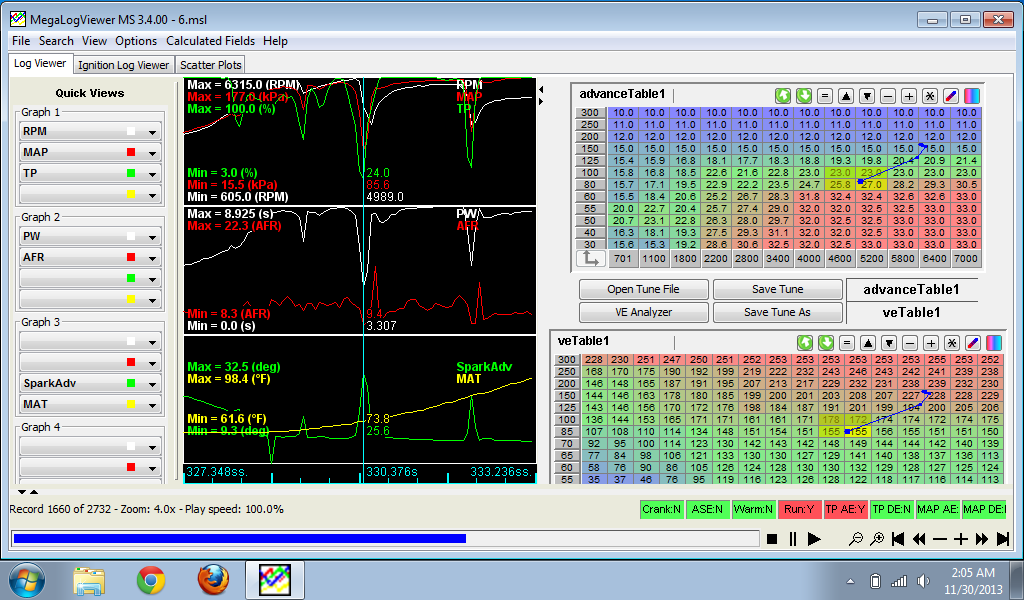 MegaLogViewer MS 3.4.00 - 6.msl
File Search View Options Calculated Fields Help
Log Viewer Ignition Log Viewer Scatter Plots
Quick Views
Graph 1
RPM
MAP
TP
Graph 2
PW
AFR
Graph 3
SparkAdv
MAT
Graph 4
Max = 6315.0 (RPM) RPM
Max = 177.0 (kPa) MAP
Max = 100.0 (%) TP
Min = 3.0 (%) 24.0
Min = 15.5 (kPa) 85.6
Min = 605.0 (RPM) 4989.0
Max = 8.925 (s) PW
Max = 22.3 (AFR) AFR
Min = 8.3 (AFR) 9.4
Min = 0.0 (s) 3.307
Max = 32.5 (deg) SparkAdv
Max = 98.4 (°F) MAT
Min = 61.6 (°F) 73.8
Min = 9.3 (deg) 25.6
327.348ss. 330.376s 333.236ss.
advanceTable1
300 10.0 10.0 10.0 10.0 10.0 10.0 10.0 10.0 10.0 10.0 10.0 10.0
250 11.0 11.0 11.0 11.0 11.0 11.0 11.0 11.0 11.0 11.0 11.0 11.0
200 12.0 12.0 12.0 12.0 12.0 12.0 12.0 12.0 12.0 12.0 12.0 12.0
150 15.0 15.0 15.0 15.0 15.0 15.0 15.0 15.0 15.0 15.0 15.0 15.0
125 15.4 15.9 16.8 18.1 17.7 18.3 18.8 19.3 19.8 20.4 20.9 21.4
100 15.8 16.8 18.5 22.6 21.6 22.8 23.0 23.0 23.0 23.0 23.0 23.0
80 15.7 17.1 19.5 22.9 22.2 23.5 24.7 25.8 27.0 28.2 29.3 30.5
60 15.5 18.4 20.6 25.2 26.7 28.3 31.8 32.4 32.4 32.6 32.6 33.0
55 20.0 22.7 20.4 25.7 27.4 29.0 32.0 32.5 32.5 32.5 33.0 33.0
50 20.7 23.1 22.8 26.3 28.0 29.7 32.0 32.5 32.5 33.0 33.0 33.0
40 16.3 18.1 19.3 27.5 29.3 31.1 32.0 32.0 32.5 33.0 33.0 33.0
30 15.6 15.3 19.2 28.6 30.6 32.5 32.0 32.5 33.0 33.0 33.0 33.0
701 1100 1800 2200 2800 3400 4000 4600 5200 5800 6400 7000
Open Tune File Save Tune advanceTable1
VE Analyzer Save Tune As veTable1
veTable1
300 228 230 251 247 250 252 252 252 253 253 253 253 255 253 252
250 168 170 175 190 192 199 219 222 232 243 246 243 242 241 239 238
200 146 148 165 187 191 195 207 213 217 229 232 231 238 239 232 230
150 141 143 153 178 180 185 199 200 201 203 207 208 227 228 228 229
125 143 146 156 170 172 176 198 184 187 191 201 199 194 200 205 206
100 136 144 153 165 171 171 161 161 171 178 172 174 174 172 174 175
85 107 108 110 134 148 151 154 154 155 155 156 155 151 151 150
70 92 95 100 114 123 130 142 143 142 148 149 144 142 140 139
65 77 84 98 106 121 133 130 130 127 129 141 140 138 137 136 113
60 58 76 90 86 105 126 124 128 130 130 132 129 128 127 125 124
55 35 37 46 76 95 119 116 123 126 128 124 118 117 116 114 113
Record 1660 of 2732 - Zoom: 4.0x - Play speed: 100.0%
Crank:N ASE:N Warm:N Run:Y TP AE:Y TP DE:N MAP AE: MAP DE:
2:05 AM
11/30/2013